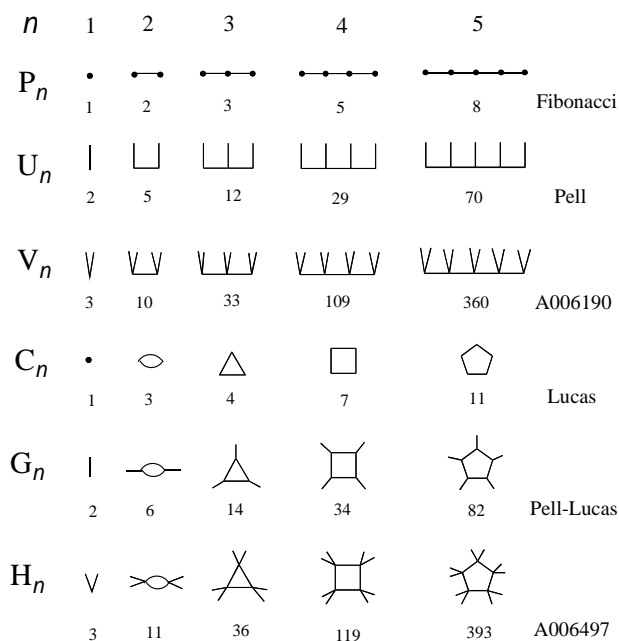 n 1 2 3 4 5
Pn
1 2 3 5 8 Fibonacci
Un
2 5 12 29 70 Pell
Vn
3 10 33 109 360 A006190
Cn
1 3 4 7 11 Lucas
Gn
2 6 14 34 82 Pell-Lucas
Hn
3 11 36 119 393 A006497